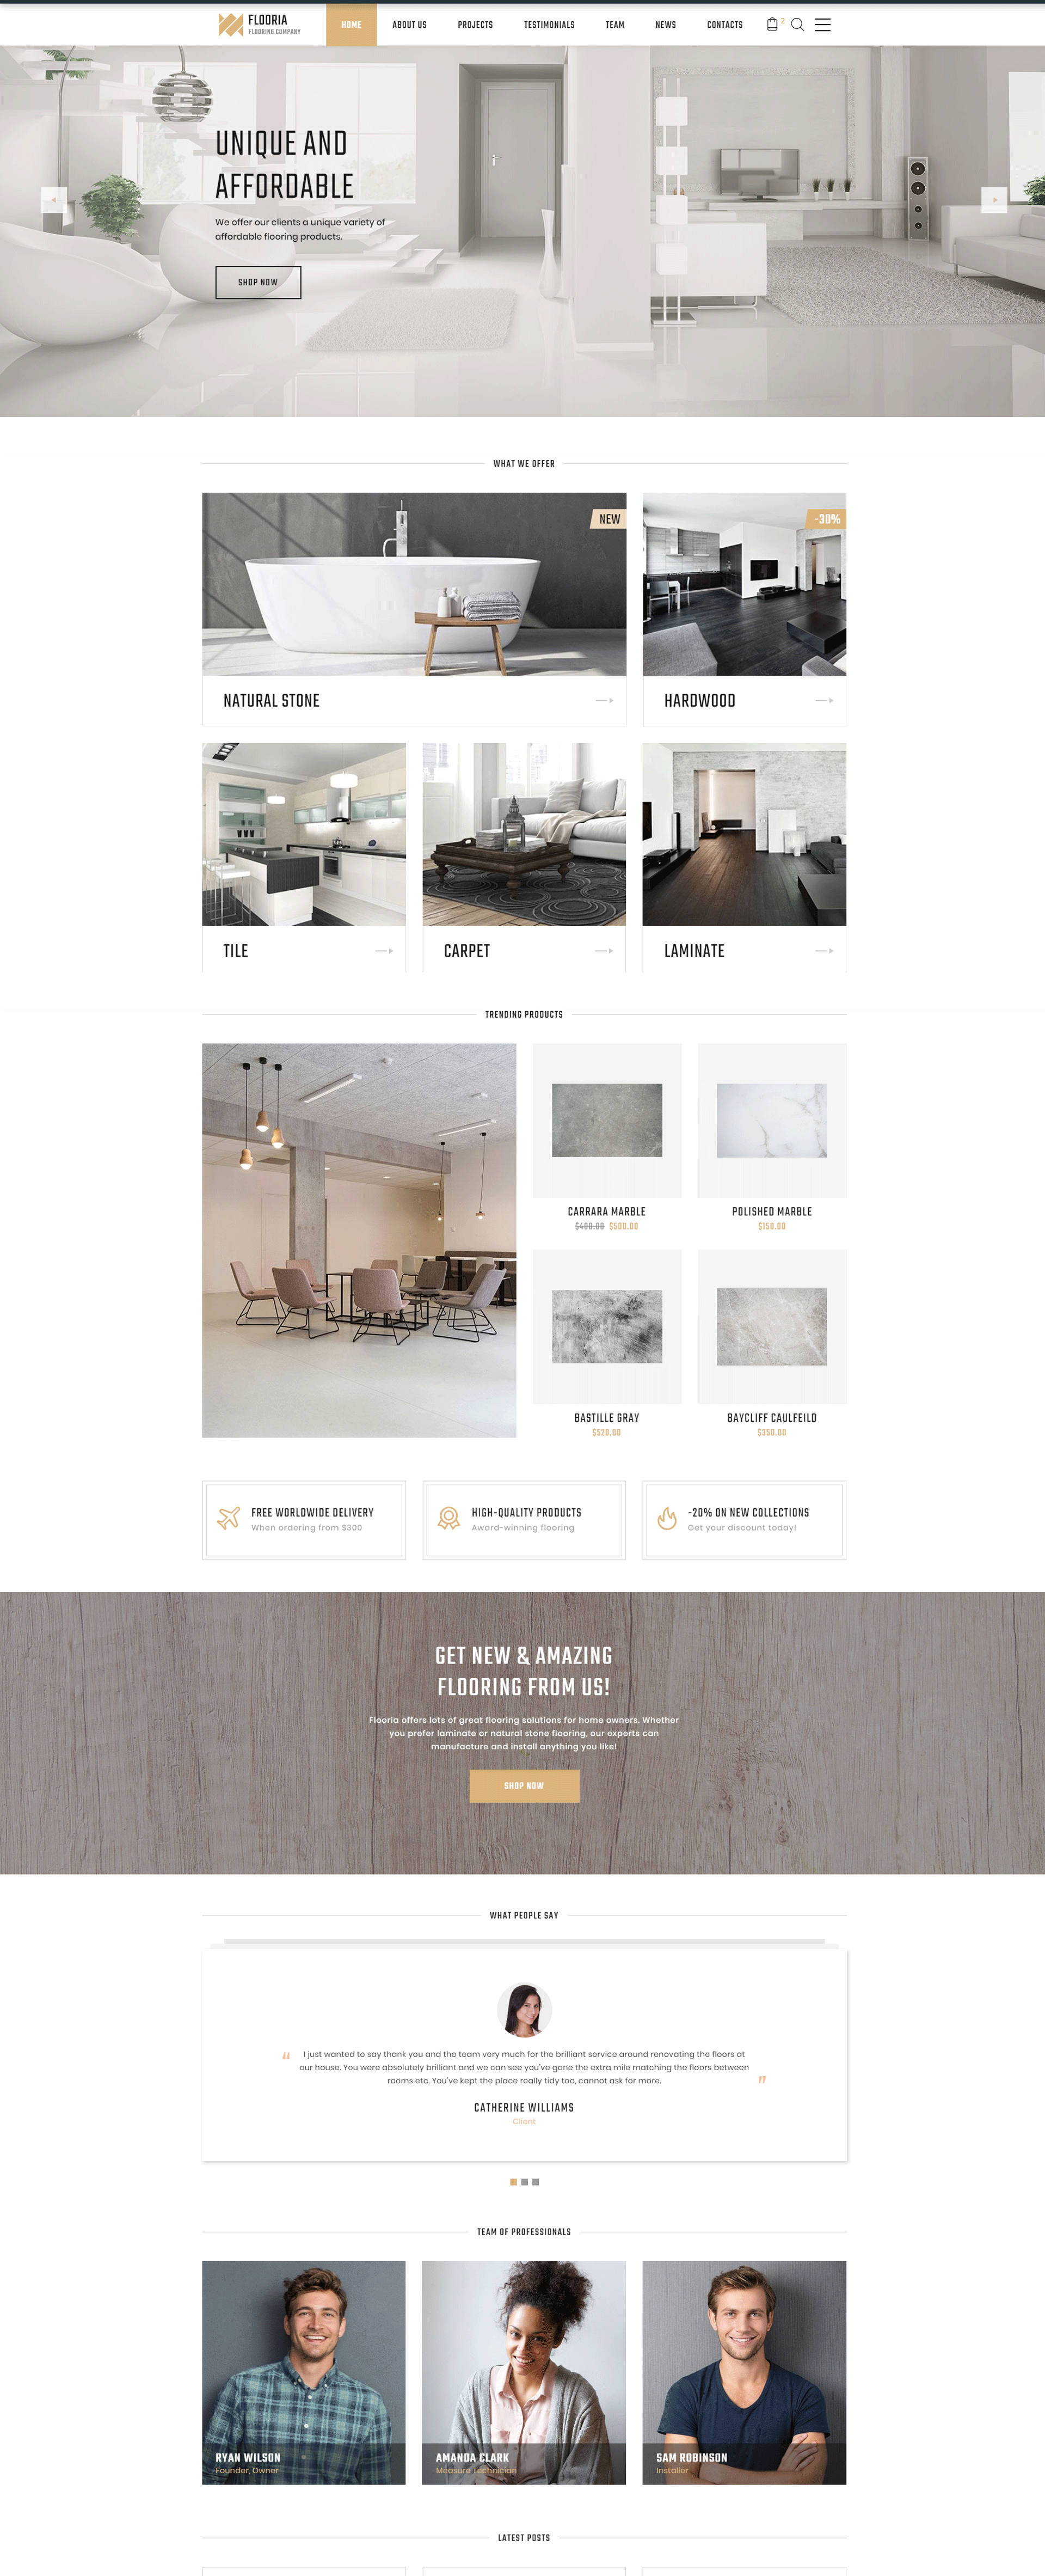 FLOORIA
FLOORING COMPANY
HOME
ABOUT US
PROJECTS
TESTIMONIALS
TEAM
NEWS
CONTACTS
2
UNIQUE AND
AFFORDABLE
We offer our clients a unique variety of
affordable flooring products.
SHOP NOW
WHAT WE OFFER
NEW
-30%
NATURAL STONE
HARDWOOD
TILE
CARPET
LAMINATE
TRENDING PRODUCTS
CARRARA MARBLE
$400.00 $500.00
POLISHED MARBLE
$150.00
BASTILLE GRAY
$520.00
BAYCLIFF CAULFEILD
$350.00
FREE WORLDWIDE DELIVERY
When ordering from $300
HIGH-QUALITY PRODUCTS
Award-winning flooring
-20% ON NEW COLLECTIONS
Get your discount today!
GET NEW & AMAZING
FLOORING FROM US!
Flooria offers lots of great flooring solutions for home owners. Whether
you prefer laminate or natural stone flooring, our experts can
manufacture and install anything you like!
SHOP NOW
WHAT PEOPLE SAY
“ I just wanted to say thank you and the team very much for the brilliant service around renovating the floors at
our house. You were absolutely brilliant and we can see you've gone the extra mile matching the floors between
rooms etc. You've kept the place really tidy too, cannot ask for more. ”
CATHERINE WILLIAMS
Client
TEAM OF PROFESSIONALS
RYAN WILSON
Founder, Owner
AMANDA CLARK
Measure Technician
SAM ROBINSON
Installer
LATEST POSTS